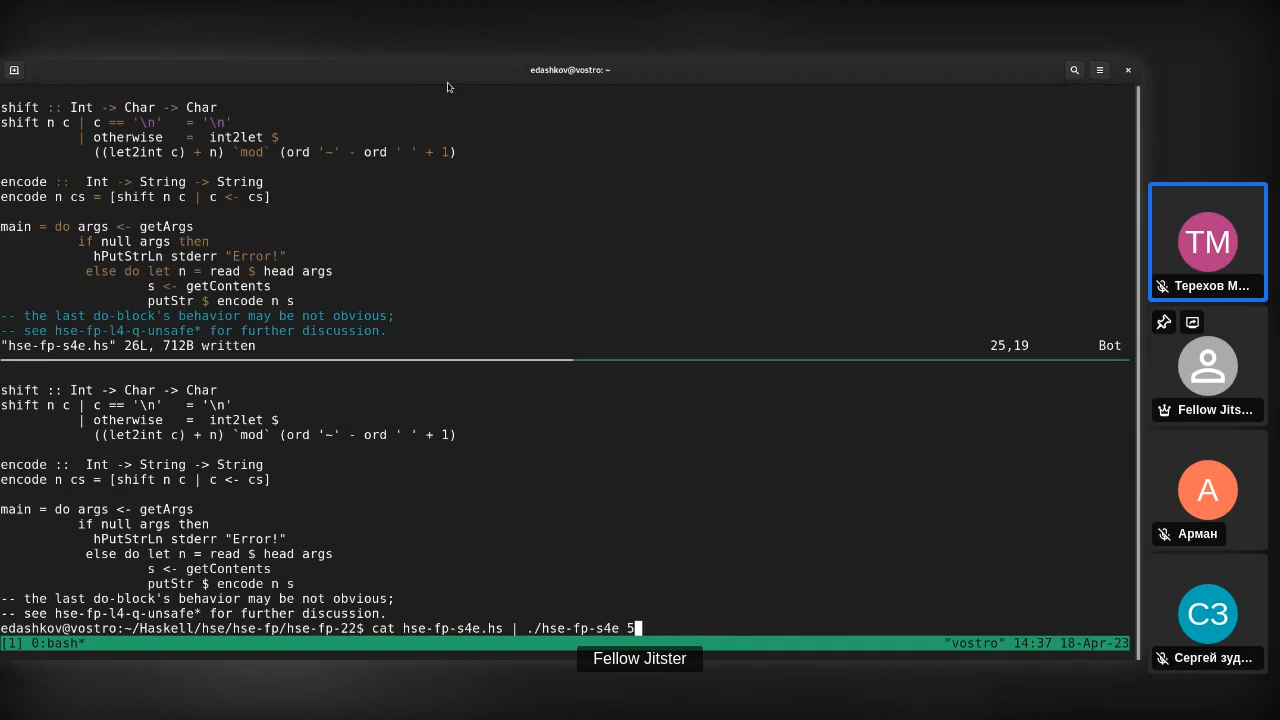 edashkov@vostro: ~
shift :: Int -> Char -> Char
shift n c | c == '\n'   = '\n'
          | otherwise   =  int2let $
            ((let2int c) + n) `mod` (ord '~' - ord ' ' + 1)
encode ::  Int -> String -> String
encode n cs = [shift n c | c <- cs]
main = do args <- getArgs
          if null args then
            hPutStrLn stderr "Error!"
           else do let n = read $ head args
                   s <- getContents
                   putStr $ encode n s
-- the last do-block's behavior may be not obvious;
-- see hse-fp-l4-q-unsafe* for further discussion.
"hse-fp-s4e.hs" 26L, 712B written 25,19 Bot
shift :: Int -> Char -> Char
shift n c | c == '\n'   = '\n'
          | otherwise   =  int2let $
            ((let2int c) + n) `mod` (ord '~' - ord ' ' + 1)
encode ::  Int -> String -> String
encode n cs = [shift n c | c <- cs]
main = do args <- getArgs
          if null args then
            hPutStrLn stderr "Error!"
           else do let n = read $ head args
                   s <- getContents
                   putStr $ encode n s
-- the last do-block's behavior may be not obvious;
-- see hse-fp-l4-q-unsafe* for further discussion.
edashkov@vostro:~/Haskell/hse/hse-fp/hse-fp-22$ cat hse-fp-s4e.hs | ./hse-fp-s4e 5
[1] 0:bash* "vostro" 14:37 18-Apr-23
Fellow Jitster
TM
Терехов М...
Fellow Jits...
A
Арман
СЗ
Сергей зуд...